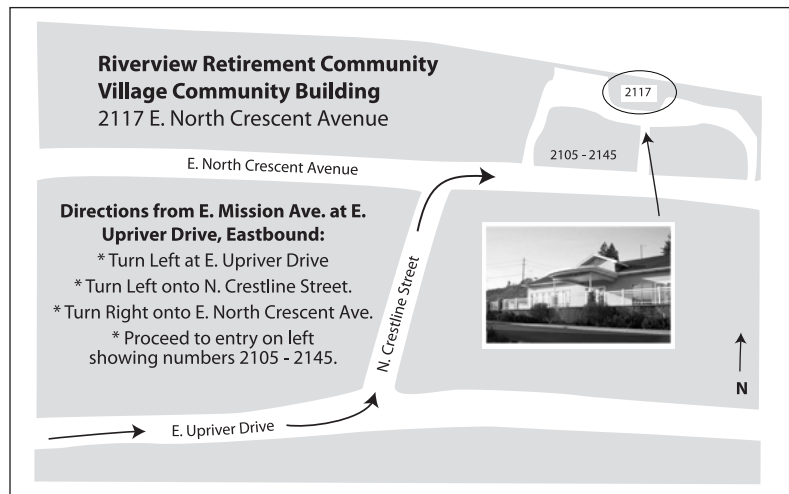 Riverview Retirement Community
Village Community Building
2117 E. North Crescent Avenue
2117
2105 - 2145
E. North Crescent Avenue
Directions from E. Mission Ave. at E.
Upriver Drive, Eastbound:
* Turn Left at E. Upriver Drive
* Turn Left onto N. Crestline Street.
* Turn Right onto E. North Crescent Ave.
* Proceed to entry on left
showing numbers 2105 - 2145.
N. Crestline Street
N
E. Upriver Drive